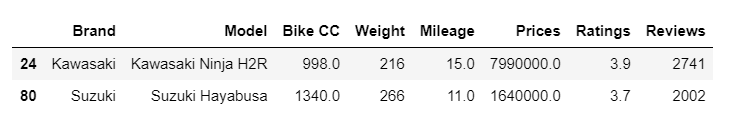 Brand Model Bike CC Weight Mileage Prices Ratings Reviews
24 Kawasaki Kawasaki Ninja H2R 998.0 216 15.0 7990000.0 3.9 2741
80 Suzuki Suzuki Hayabusa 1340.0 266 11.0 1640000.0 3.7 2002